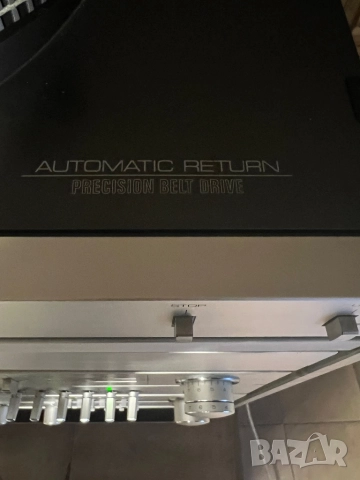 AUTOMATIC RETURN
PRECISION BELT DRIVE
STOP
BAZAR